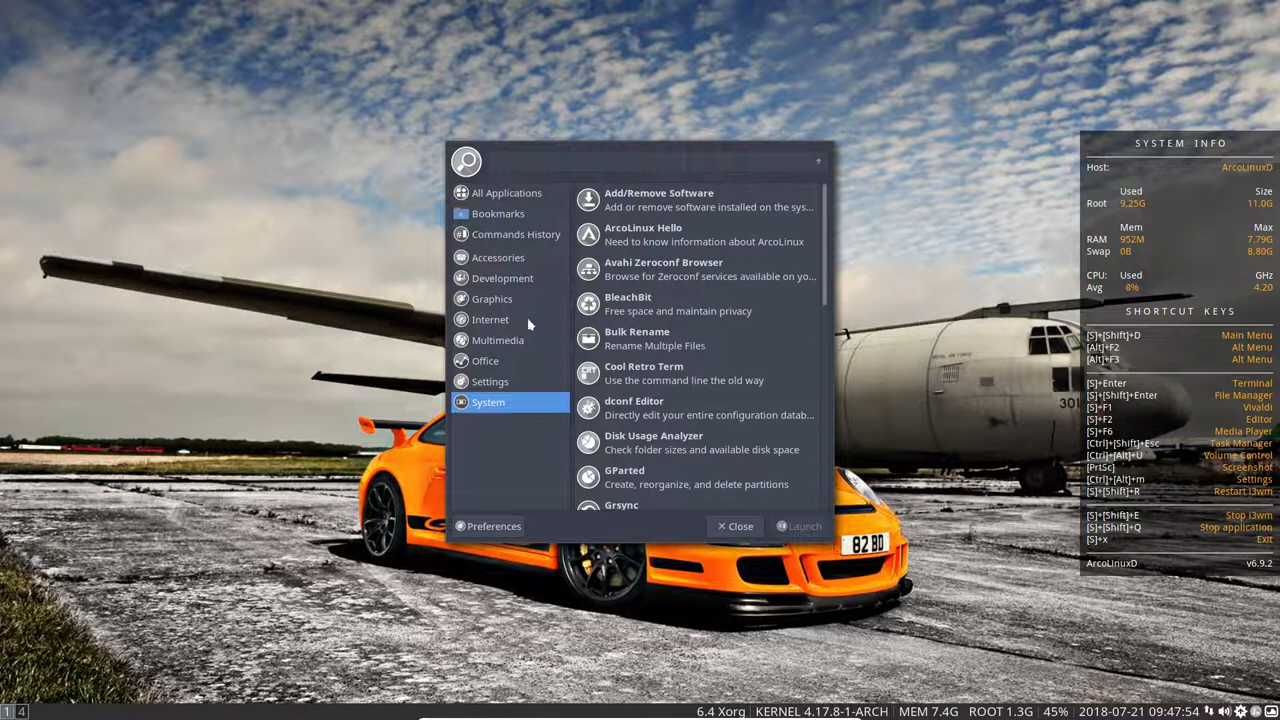 All Applications
Bookmarks
Commands History
Accessories
Development
Graphics
Internet
Multimedia
Office
Settings
System
Add/Remove Software
Add or remove software installed on the sys...
ArcoLinux Hello
Need to know information about ArcoLinux
Avahi Zeroconf Browser
Browse for Zeroconf services available on yo...
BleachBit
Free space and maintain privacy
Bulk Rename
Rename Multiple Files
Cool Retro Term
Use the command line the old way
dconf Editor
Directly edit your entire configuration datab...
Disk Usage Analyzer
Check folder sizes and available disk space
GParted
Create, reorganize, and delete partitions
Grsync
Preferences
Close
Launch
SYSTEM INFO
Host: ArcoLinuxD
Used Size
Root 9.25G 11.0G
Mem Max
RAM 952M 7.79G
Swap 0B 8.80G
CPU: Used GHz
Avg 0% 4.20
SHORTCUT KEYS
[S]+[Shift]+D Main Menu
[Alt]+F2 Alt Menu
[Alt]+F3 Alt Menu
[S]+Enter Terminal
[S]+[Shift]+Enter File Manager
[S]+F1 Vivaldi
[S]+F2 Editor
[S]+F6 Media Player
[Ctrl]+[Shift]+Esc Task Manager
[Ctrl]+[Alt]+U Volume Control
[PrtSc] Screenshot
[Ctrl]+[Alt]+m Settings
[S]+[Shift]+R Restart i3wm
[S]+[Shift]+E Stop i3wm
[S]+[Shift]+Q Stop application
[S]+x Exit
ArcoLInuxD v6.9.2
ROYAL AIR FORCE
301
82 BD
1 4
6.4 Xorg KERNEL 4.17.8-1-ARCH MEM 7.4G ROOT 1.3G 45% 2018-07-21 09:47:54